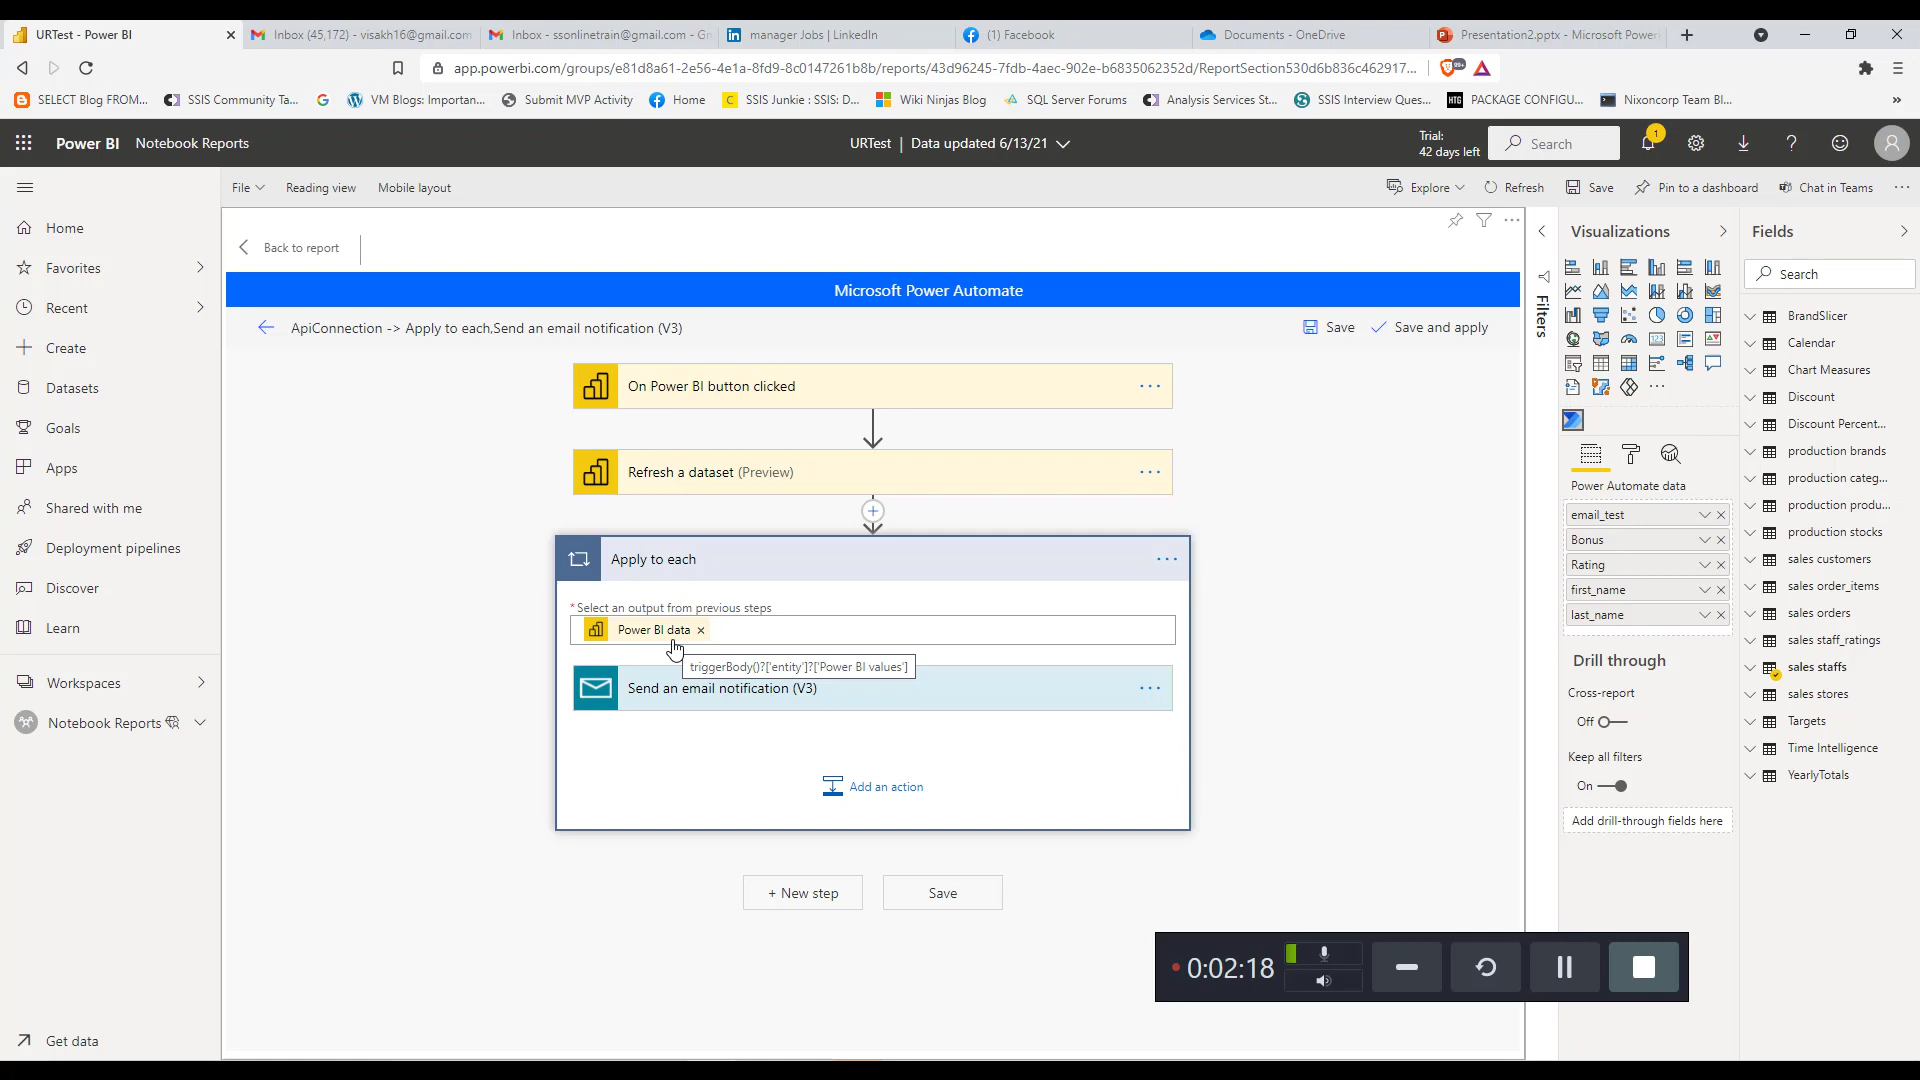 URTest - Power BI
Inbox (45,172) - visakh16@gmail.com
Inbox - ssonlinetrain@gmail.com - Gm
manager Jobs | LinkedIn
(1) Facebook
Documents - OneDrive
Presentation2.pptx - Microsoft Power
app.powerbi.com/groups/e81d8a61-2e56-4e1a-8fd9-8c0147261b8b/reports/43d96245-7fdb-4aec-902e-b6835062352d/ReportSection530d6b836c462917...
99+
SELECT Blog FROM...
SSIS Community Ta...
VM Blogs: Importan...
Submit MVP Activity
Home
SSIS Junkie : SSIS: D...
Wiki Ninjas Blog
SQL Server Forums
Analysis Services St...
SSIS Interview Ques...
PACKAGE CONFIGU...
Nixoncorp Team BI...
Power BI
Notebook Reports
URTest | Data updated 6/13/21
Trial:
42 days left
Search
1
File
Reading view
Mobile layout
Explore
Refresh
Save
Pin to a dashboard
Chat in Teams
Home
Favorites
Recent
Create
Datasets
Goals
Apps
Shared with me
Deployment pipelines
Discover
Learn
Workspaces
Notebook Reports
Get data
Back to report
Microsoft Power Automate
ApiConnection -> Apply to each,Send an email notification (V3)
Save
Save and apply
On Power BI button clicked
Refresh a dataset (Preview)
Apply to each
* Select an output from previous steps
Power BI data
triggerBody()?['entity']?['Power BI values']
Send an email notification (V3)
Add an action
+ New step
Save
0:02:18
Filters
Visualizations
Power Automate data
email_test
Bonus
Rating
first_name
last_name
Drill through
Cross-report
Off
Keep all filters
On
Add drill-through fields here
Fields
Search
BrandSlicer
Calendar
Chart Measures
Discount
Discount Percent...
production brands
production categ...
production produ...
production stocks
sales customers
sales order_items
sales orders
sales staff_ratings
sales staffs
sales stores
Targets
Time Intelligence
YearlyTotals